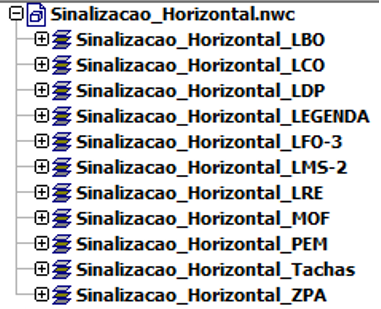 Sinalizacao_Horizontal.nwc
Sinalizacao_Horizontal_LBO
Sinalizacao_Horizontal_LCO
Sinalizacao_Horizontal_LDP
Sinalizacao_Horizontal_LEGENDA
Sinalizacao_Horizontal_LFO-3
Sinalizacao_Horizontal_LMS-2
Sinalizacao_Horizontal_LRE
Sinalizacao_Horizontal_MOF
Sinalizacao_Horizontal_PEM
Sinalizacao_Horizontal_Tachas
Sinalizacao_Horizontal_ZPA